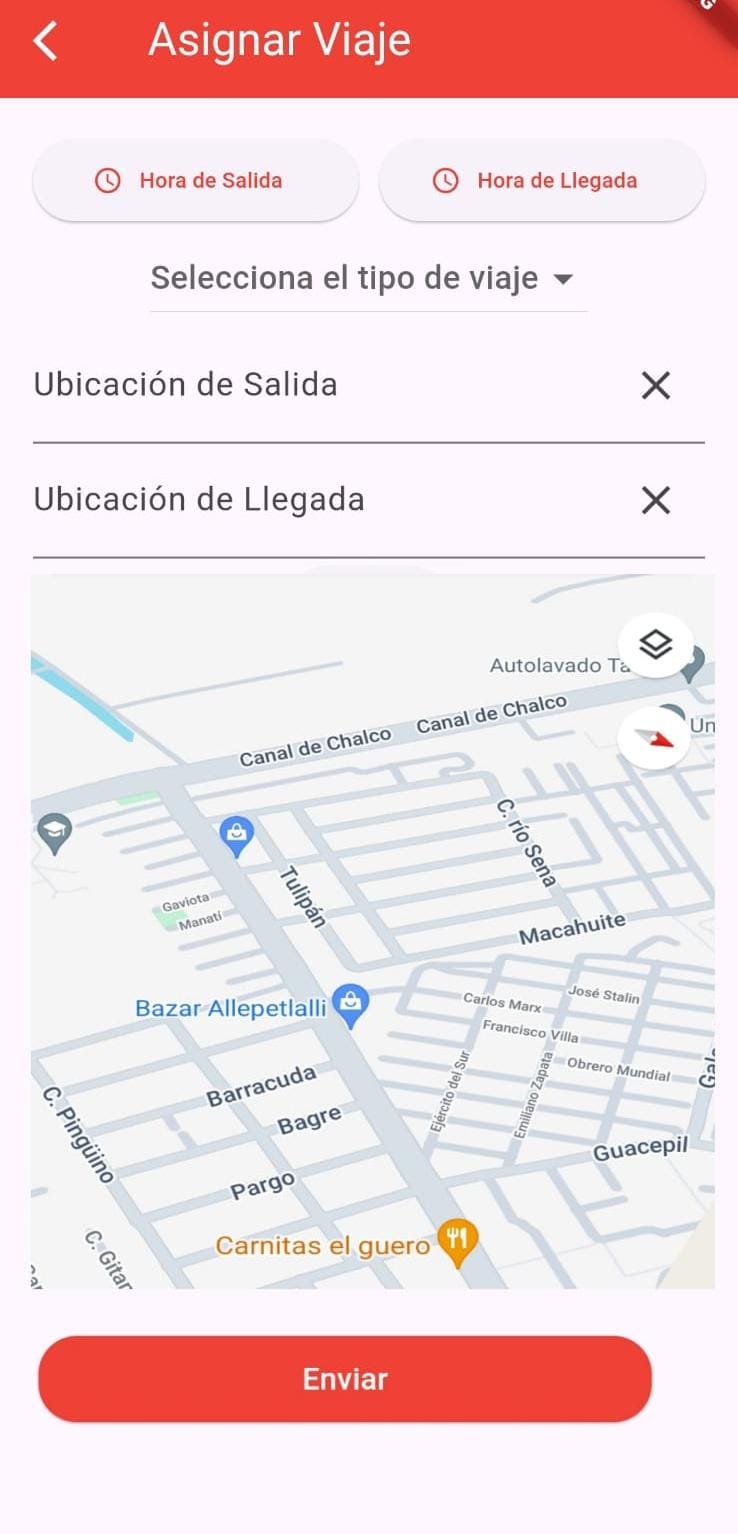 Asignar Viaje
G
Hora de Salida
Hora de Llegada
Selecciona el tipo de viaje
Ubicación de Salida
Ubicación de Llegada
Autolavado Ta
Canal de Chalco
Canal de Chalco
Un
C. río Sena
Tulipán
Gaviota
Manatí
Macahuite
Bazar Allepetlalli
Carlos Marx
José Stalin
Francisco Villa
Obrero Mundial
Ejército del Sur
Emiliano Zapata
Gale
Barracuda
C. Pingüino
Bagre
Guacepil
Pargo
C. Gitan
Carnitas el guero
Enviar